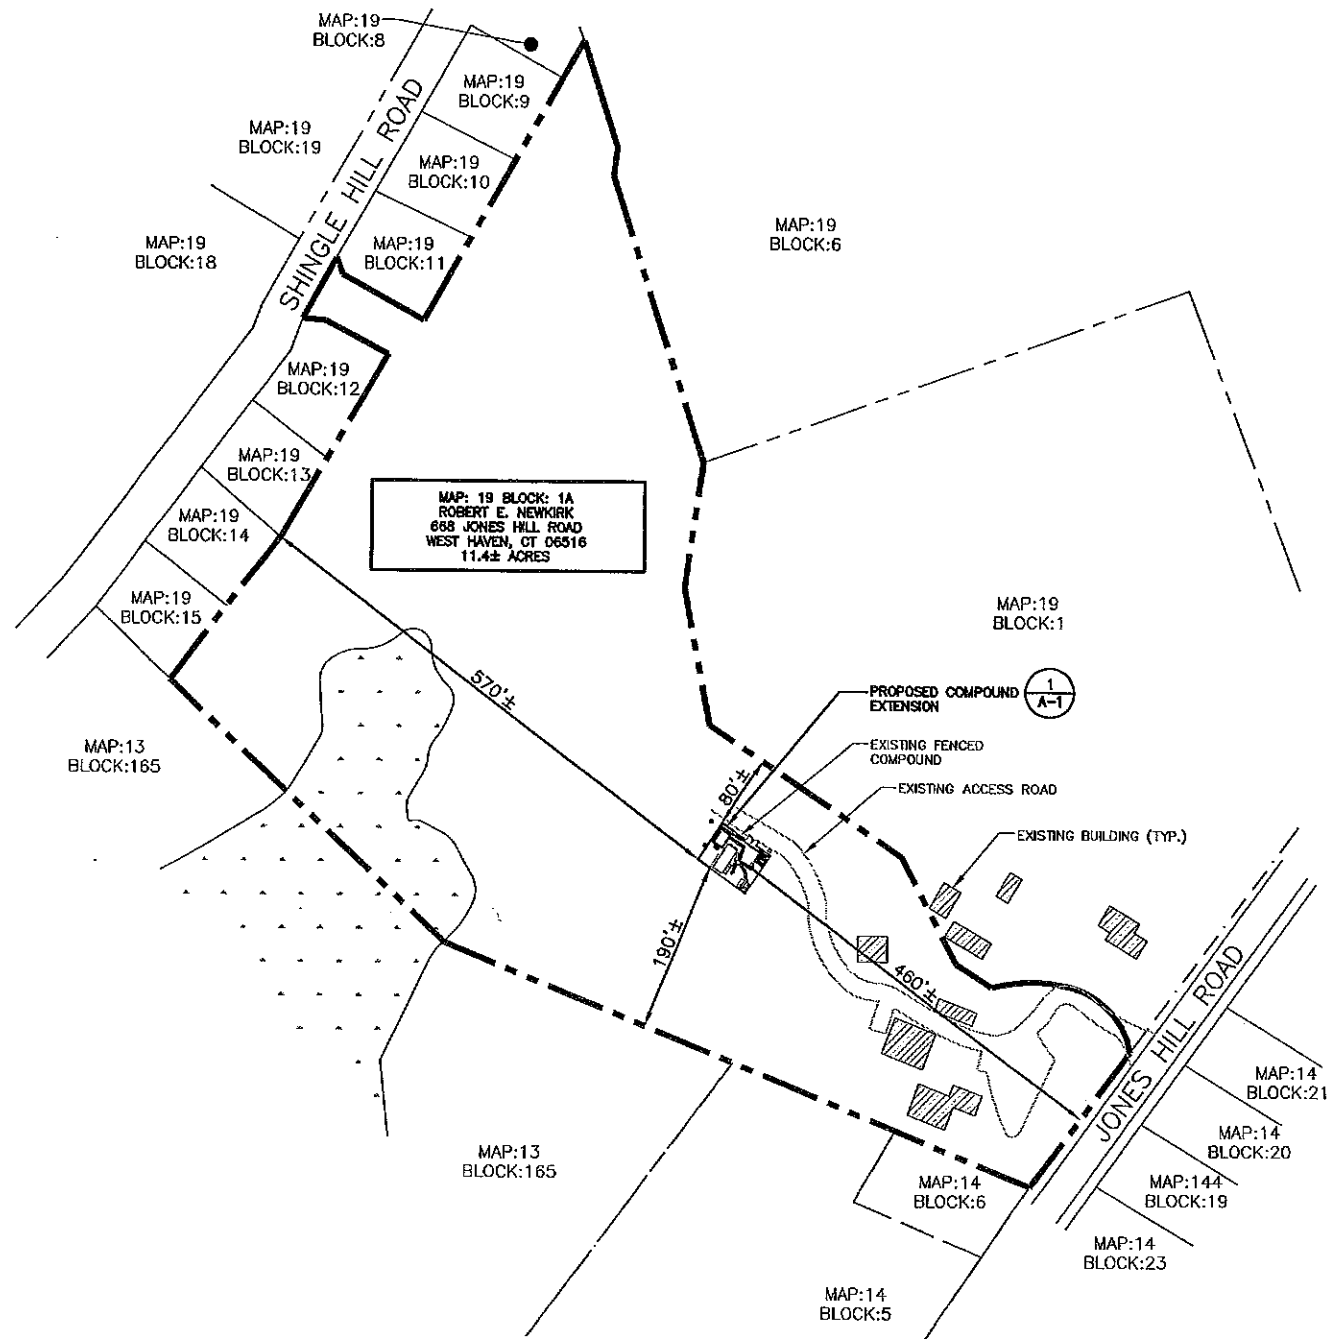 MAP:19
BLOCK:8
MAP:19
BLOCK:9
MAP:19
BLOCK:19
MAP:19
BLOCK:10
SHINGLE HILL ROAD
MAP:19
BLOCK:18
MAP:19
BLOCK:11
MAP:19
BLOCK:6
MAP:19
BLOCK:12
MAP:19
BLOCK:13
MAP:19
BLOCK:14
MAP:19
BLOCK:15
MAP: 19 BLOCK: 1A
ROBERT E. NEWKIRK
668 JONES HILL ROAD
WEST HAVEN, CT 06516
11.4± ACRES
MAP:19
BLOCK:1
570'±
PROPOSED COMPOUND
EXTENSION
1
A-1
MAP:13
BLOCK:165
EXISTING FENCED
COMPOUND
80'±
EXISTING ACCESS ROAD
EXISTING BUILDING (TYP.)
190'±
460'±
JONES HILL ROAD
MAP:14
BLOCK:21
MAP:14
BLOCK:20
MAP:13
BLOCK:165
MAP:14
BLOCK:6
MAP:144
BLOCK:19
MAP:14
BLOCK:23
MAP:14
BLOCK:5